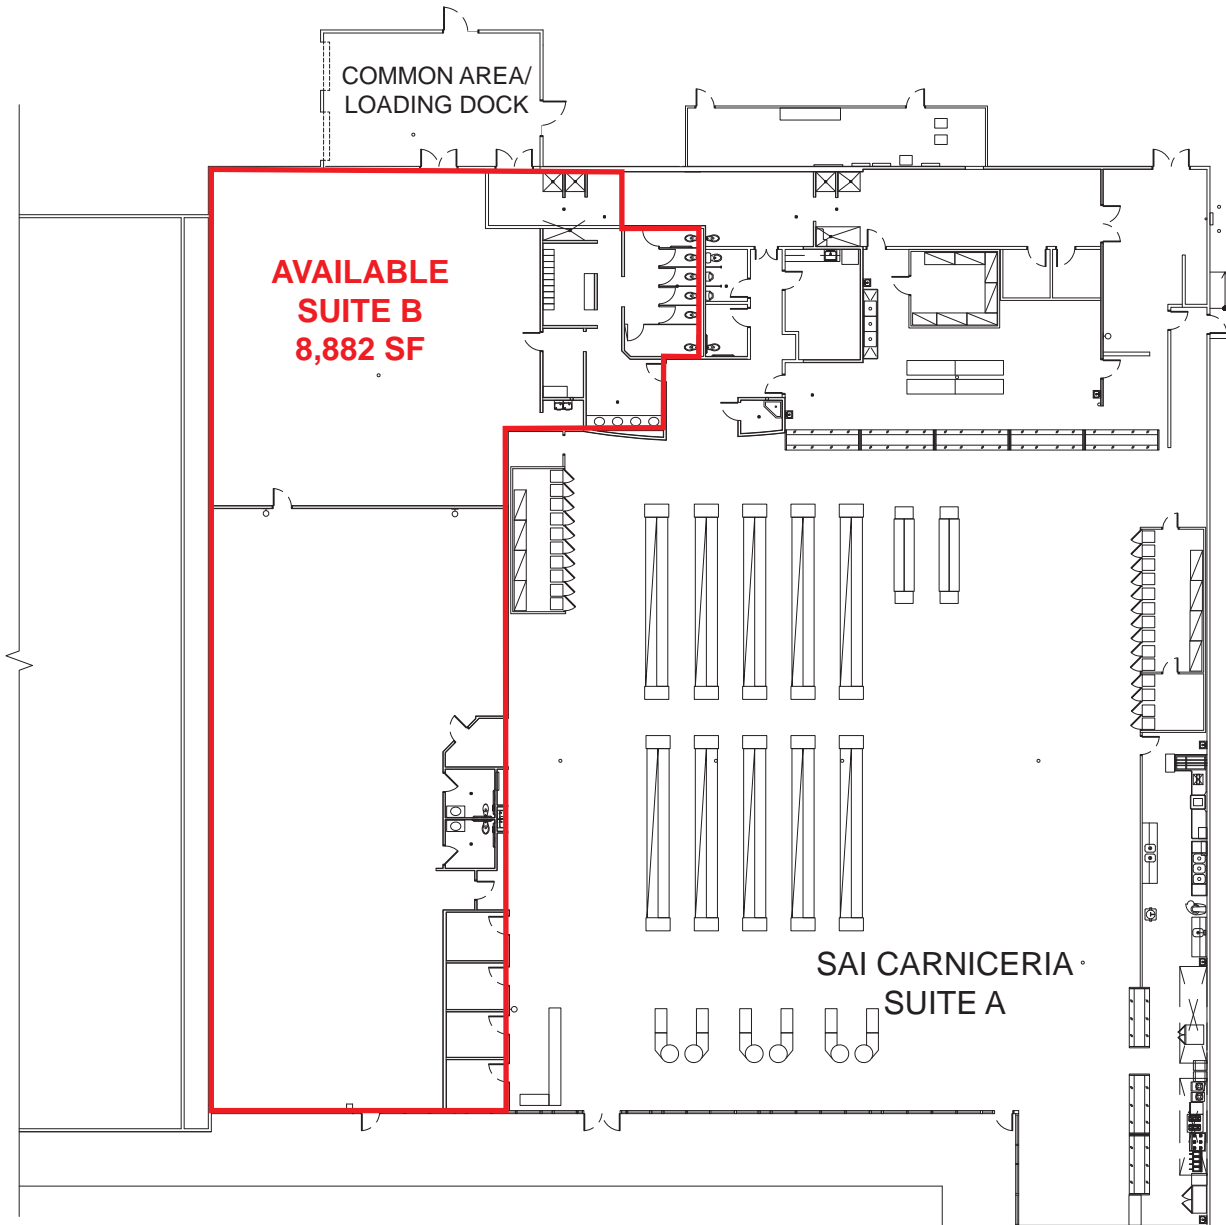 COMMON AREA/
LOADING DOCK
AVAILABLE
SUITE B
8,882 SF
SAI CARNICERIA
SUITE A